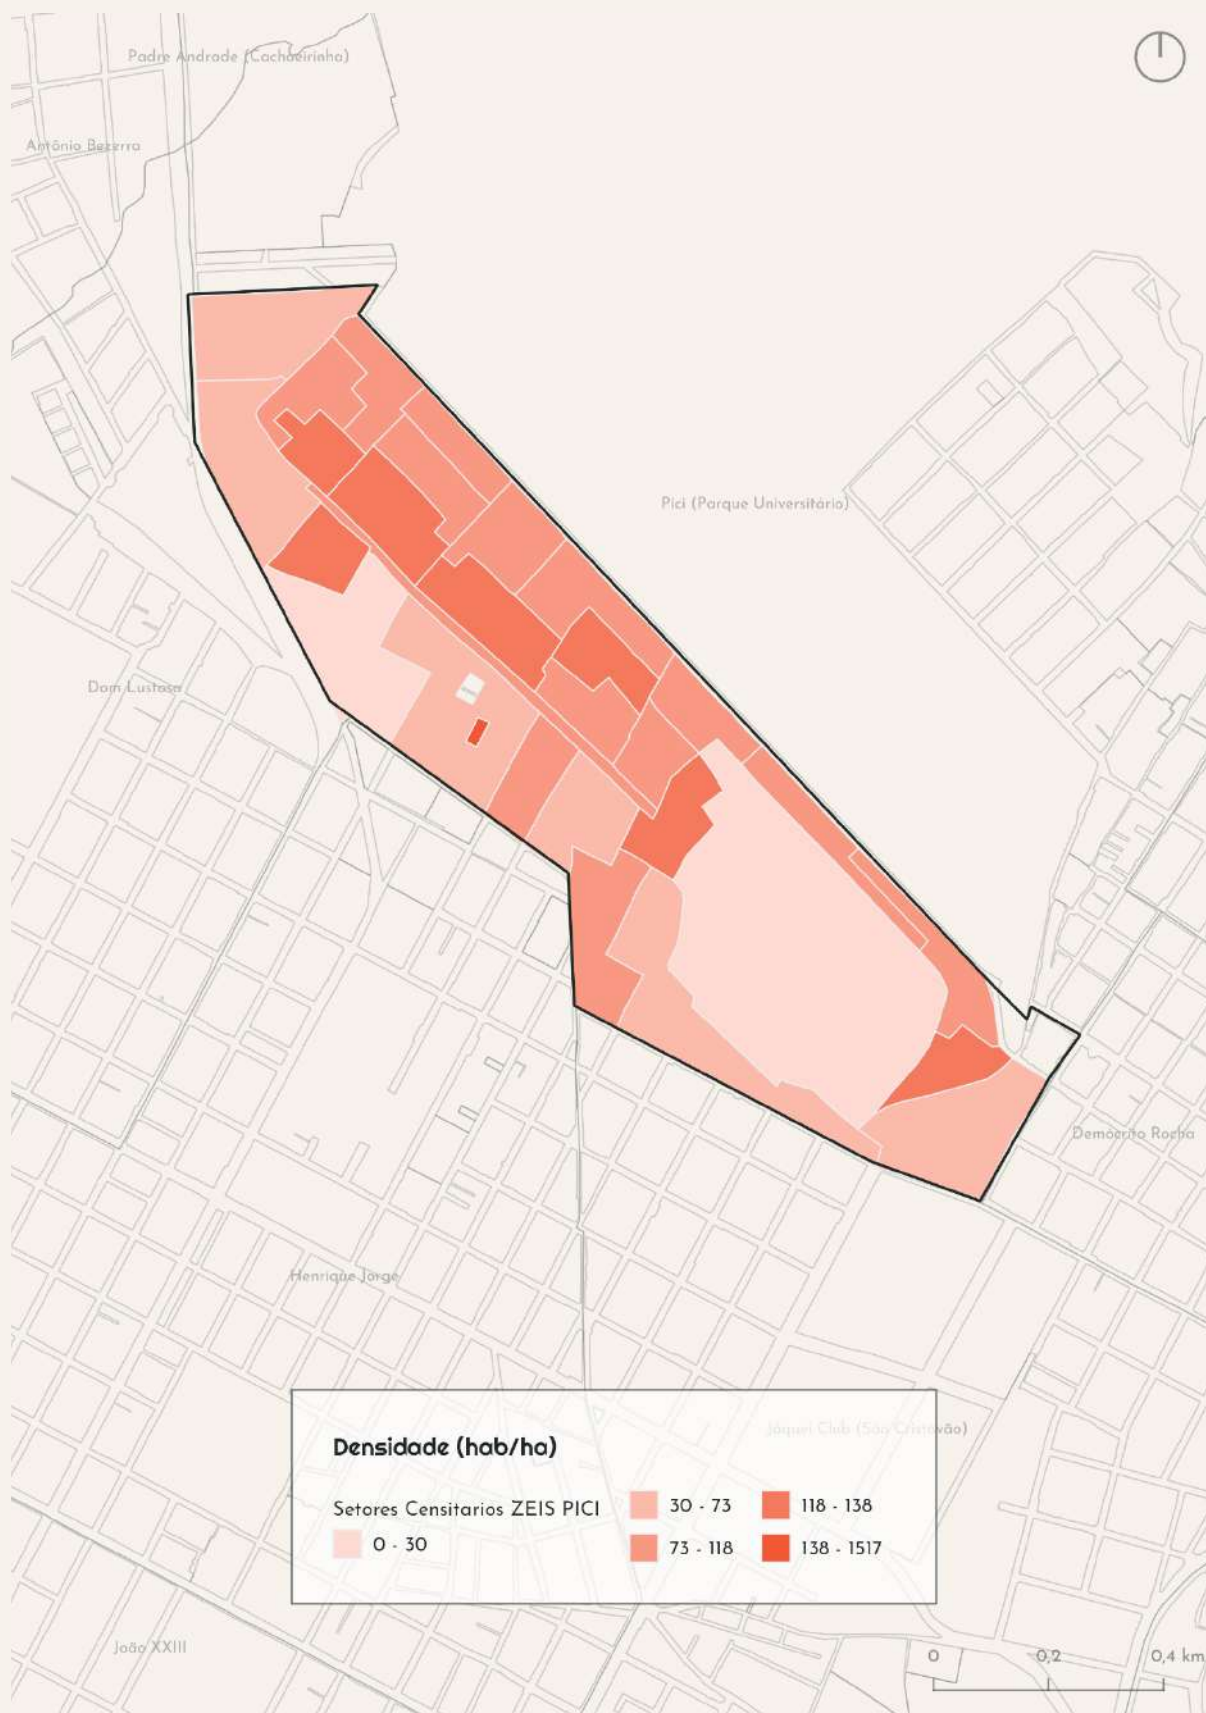 Padre Andrade (Cachoeirinha)
Antônio Bezerra
Pici (Parque Universitário)
Dom Lustosa
Demócrito Rocha
Henrique Jorge
Jóquei Club (São Cristóvão)
Densidade (hab/ha)
Setores Censitarios ZEIS PICI
0 - 30
30 - 73
73 - 118
118 - 138
138 - 1517
João XXIII
0 0,2 0,4 km